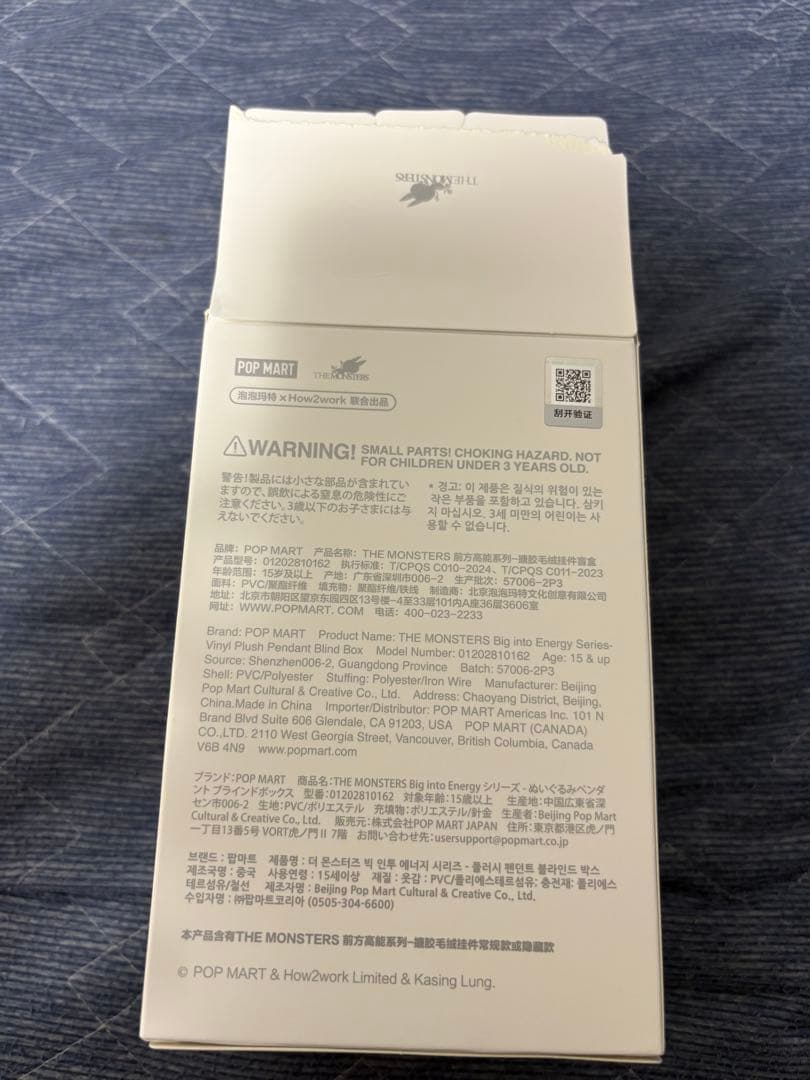 THE MONSTERS
POP MART
THE MONSTERS
泡泡玛特 × How2work 联合出品
刮开验证
WARNING! SMALL PARTS! CHOKING HAZARD. NOT
FOR CHILDREN UNDER 3 YEARS OLD.
警告!製品には小さな部品が含まれてい
ますので、誤飲による窒息の危険性にご
注意ください。3歳以下のお子さまには与
えないでください。
* 경고: 이 제품은 질식의 위험이 있는
작은 부품을 포함하고 있습니다. 삼키
지 마십시오. 3세 미만의 어린이는 사
용할 수 없습니다.
品牌：POP MART 产品名称：THE MONSTERS 前方高能系列-搪胶毛绒挂件盲盒
产品型号：01202810162 执行标准：T/CPQS C010-2024、T/CPQS C011-2023
年龄范围：15岁及以上 产地：广东省深圳市006-2 生产批次：57006-2P3
面料：PVC/聚酯纤维 填充物：聚酯纤维/铁线 制造商：北京泡泡玛特文化创意有限公司
地址：北京市朝阳区望京东园四区13号楼-4至33层101内A座36层3606室
网址：WWW.POPMART. COM 电话：400-023-2233
Brand: POP MART Product Name: THE MONSTERS Big into Energy Series-
Vinyl Plush Pendant Blind Box Model Number: 01202810162 Age: 15 & up
Source: Shenzhen006-2, Guangdong Province Batch: 57006-2P3
Shell: PVC/Polyester Stuffing: Polyester/Iron Wire Manufacturer: Beijing
Pop Mart Cultural & Creative Co., Ltd. Address: Chaoyang District, Beijing,
China.Made in China Importer/Distributor: POP MART Americas Inc. 101 N
Brand Blvd Suite 606 Glendale, CA 91203, USA POP MART (CANADA)
CO.,LTD. 2110 West Georgia Street, Vancouver, British Columbia, Canada
V6B 4N9 www.popmart.com
ブランド:POP MART 商品名:THE MONSTERS Big into Energy シリーズ - ぬいぐるみペンダ
ント ブラインドボックス 型番:01202810162 対象年齢:15歳以上 生産地:中国広東省深
セン市006-2 生地:PVC/ポリエステル 充填物:ポリエステル/針金 生産者:Beijing Pop Mart
Cultural & Creative Co., Ltd. 販売元:株式会社POP MART JAPAN 住所:東京都港区虎ノ門
一丁目13番5号 VORT虎ノ門Ⅱ 7階 お問い合わせ先:usersupport@popmart.co.jp
브랜드 : 팝마트 제품명 : 더 몬스터즈 빅 인투 에너지 시리즈 - 플러시 펜던트 블라인드 박스
제조국명 : 중국 사용연령 : 15세이상 재질 : 옷감 : PVC/폴리에스테르섬유: 충전재: 폴리에스
테르섬유/철선 제조자명 : Beijing Pop Mart Cultural & Creative Co., Ltd.
수입자명 : ㈜팝마트코리아 (0505-304-6600)
本产品含有THE MONSTERS 前方高能系列-搪胶毛绒挂件常规款或隐藏款
© POP MART & How2work Limited & Kasing Lung.